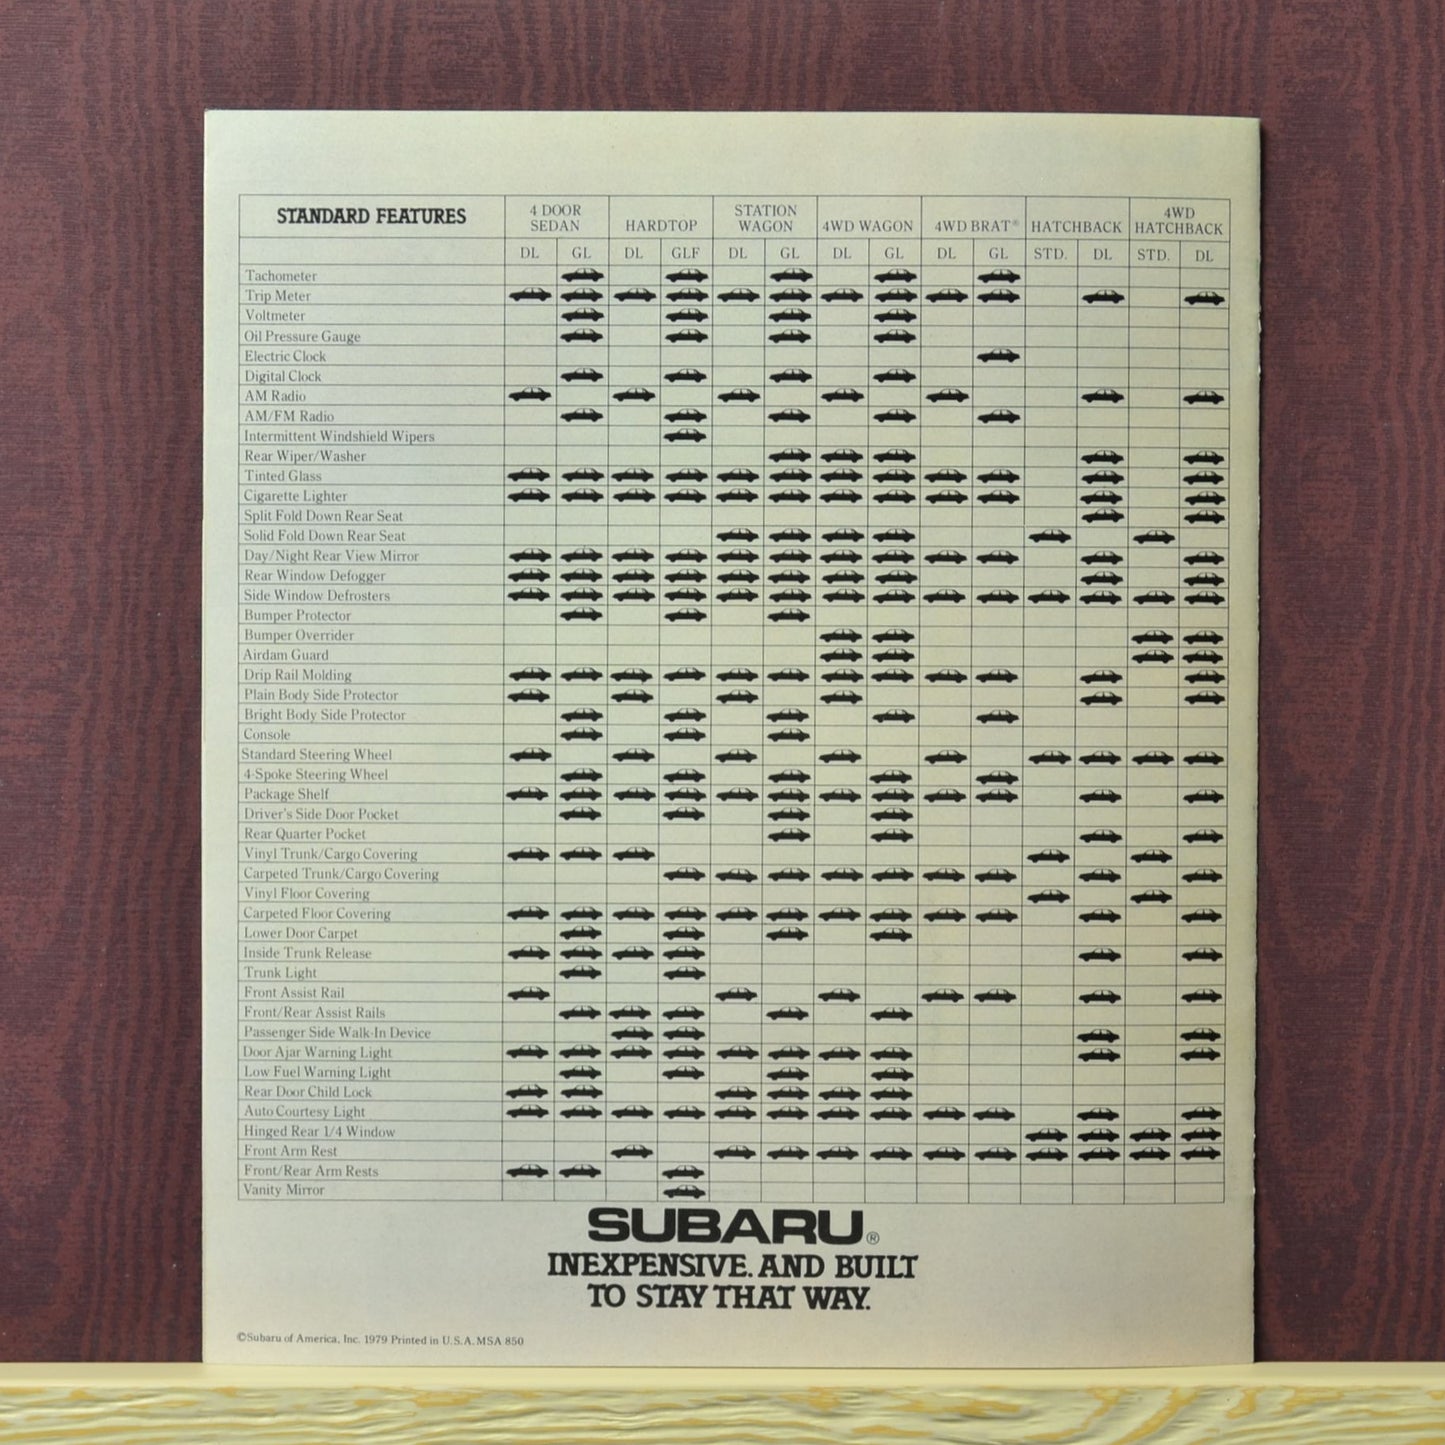 STANDARD FEATURES
4 DOOR SEDAN
HARDTOP
STATION WAGON
4WD WAGON
4WD BRAT®
HATCHBACK
4WD HATCHBACK
DL GL DL GLF DL GL DL GL DL GL STD. DL STD. DL
Tachometer
Trip Meter
Voltmeter
Oil Pressure Gauge
Electric Clock
Digital Clock
AM Radio
AM/FM Radio
Intermittent Windshield Wipers
Rear Wiper/Washer
Tinted Glass
Cigarette Lighter
Split Fold Down Rear Seat
Solid Fold Down Rear Seat
Day/Night Rear View Mirror
Rear Window Defogger
Side Window Defrosters
Bumper Protector
Bumper Overrider
Airdam Guard
Drip Rail Molding
Plain Body Side Protector
Bright Body Side Protector
Console
Standard Steering Wheel
4-Spoke Steering Wheel
Package Shelf
Driver's Side Door Pocket
Rear Quarter Pocket
Vinyl Trunk/Cargo Covering
Carpeted Trunk/Cargo Covering
Vinyl Floor Covering
Carpeted Floor Covering
Lower Door Carpet
Inside Trunk Release
Trunk Light
Front Assist Rail
Front/Rear Assist Rails
Passenger Side Walk-In Device
Door Ajar Warning Light
Low Fuel Warning Light
Rear Door Child Lock
Auto Courtesy Light
Hinged Rear 1/4 Window
Front Arm Rest
Front/Rear Arm Rests
Vanity Mirror
SUBARU®
INEXPENSIVE. AND BUILT
TO STAY THAT WAY.
©Subaru of America, Inc. 1979 Printed in U.S.A. MSA 850